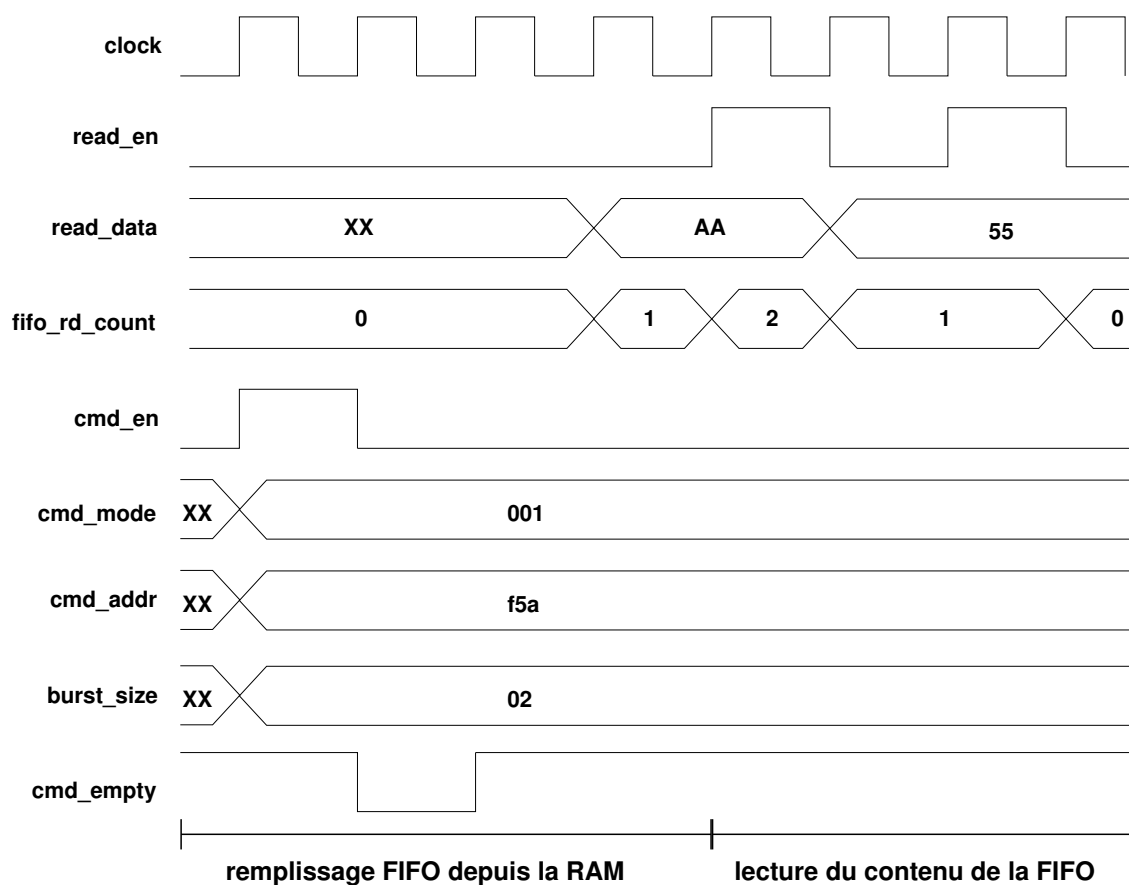 clock
read_en
read_data XX AA 55
fifo_rd_count 0 1 2 1 0
cmd_en
cmd_mode XX 001
cmd_addr XX f5a
burst_size XX 02
cmd_empty
remplissage FIFO depuis la RAM lecture du contenu de la FIFO